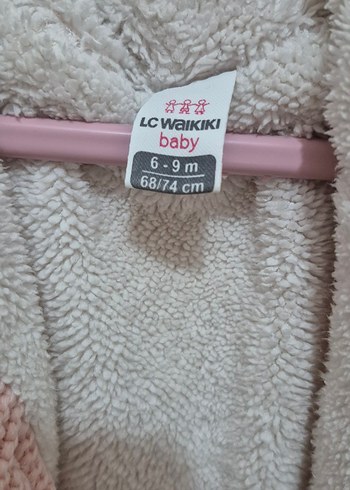 LC WAIKIKI
baby
6 - 9 m
68/74 cm